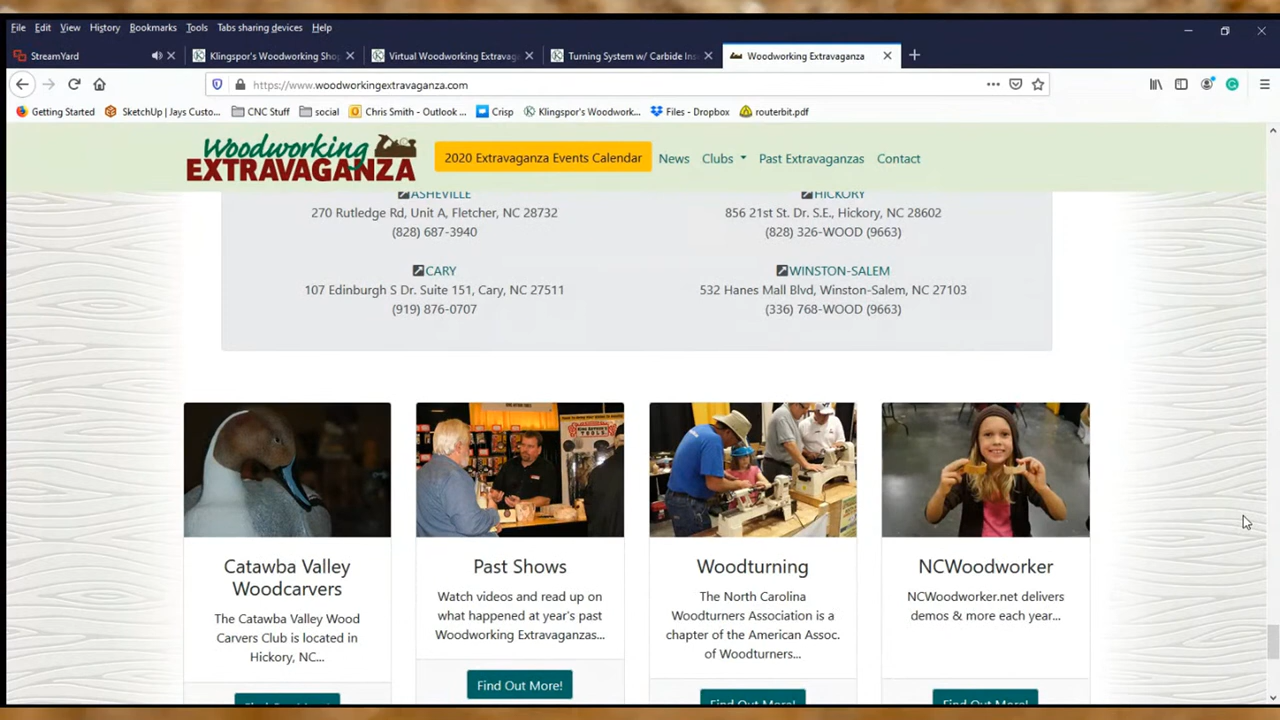 File Edit View History Bookmarks Tools Tabs sharing devices Help
StreamYard
Klingspor's Woodworking Sho
Virtual Woodworking Extravag
Turning System w/ Carbide Ins
Woodworking Extravaganza
https://www.woodworkingextravaganza.com
Getting Started
SketchUp | Jays Custo...
CNC Stuff
social
Chris Smith - Outlook ...
Crisp
Klingspor's Woodwork...
Files - Dropbox
routerbit.pdf
Woodworking
EXTRAVAGANZA
2020 Extravaganza Events Calendar
News
Clubs
Past Extravaganzas
Contact
ASHEVILLE
270 Rutledge Rd, Unit A, Fletcher, NC 28732
(828) 687-3940
HICKORY
856 21st St. Dr. S.E., Hickory, NC 28602
(828) 326-WOOD (9663)
CARY
107 Edinburgh S Dr. Suite 151, Cary, NC 27511
(919) 876-0707
WINSTON-SALEM
532 Hanes Mall Blvd, Winston-Salem, NC 27103
(336) 768-WOOD (9663)
Catawba Valley
Woodcarvers
The Catawba Valley Wood
Carvers Club is located in
Hickory, NC...
Find Out More!
Past Shows
Watch videos and read up on
what happened at year's past
Woodworking Extravaganzas...
Find Out More!
Woodturning
The North Carolina
Woodturners Association is a
chapter of the American Assoc.
of Woodturners...
Find Out More!
NCWoodworker
NCWoodworker.net delivers
demos & more each year...
Find Out More!